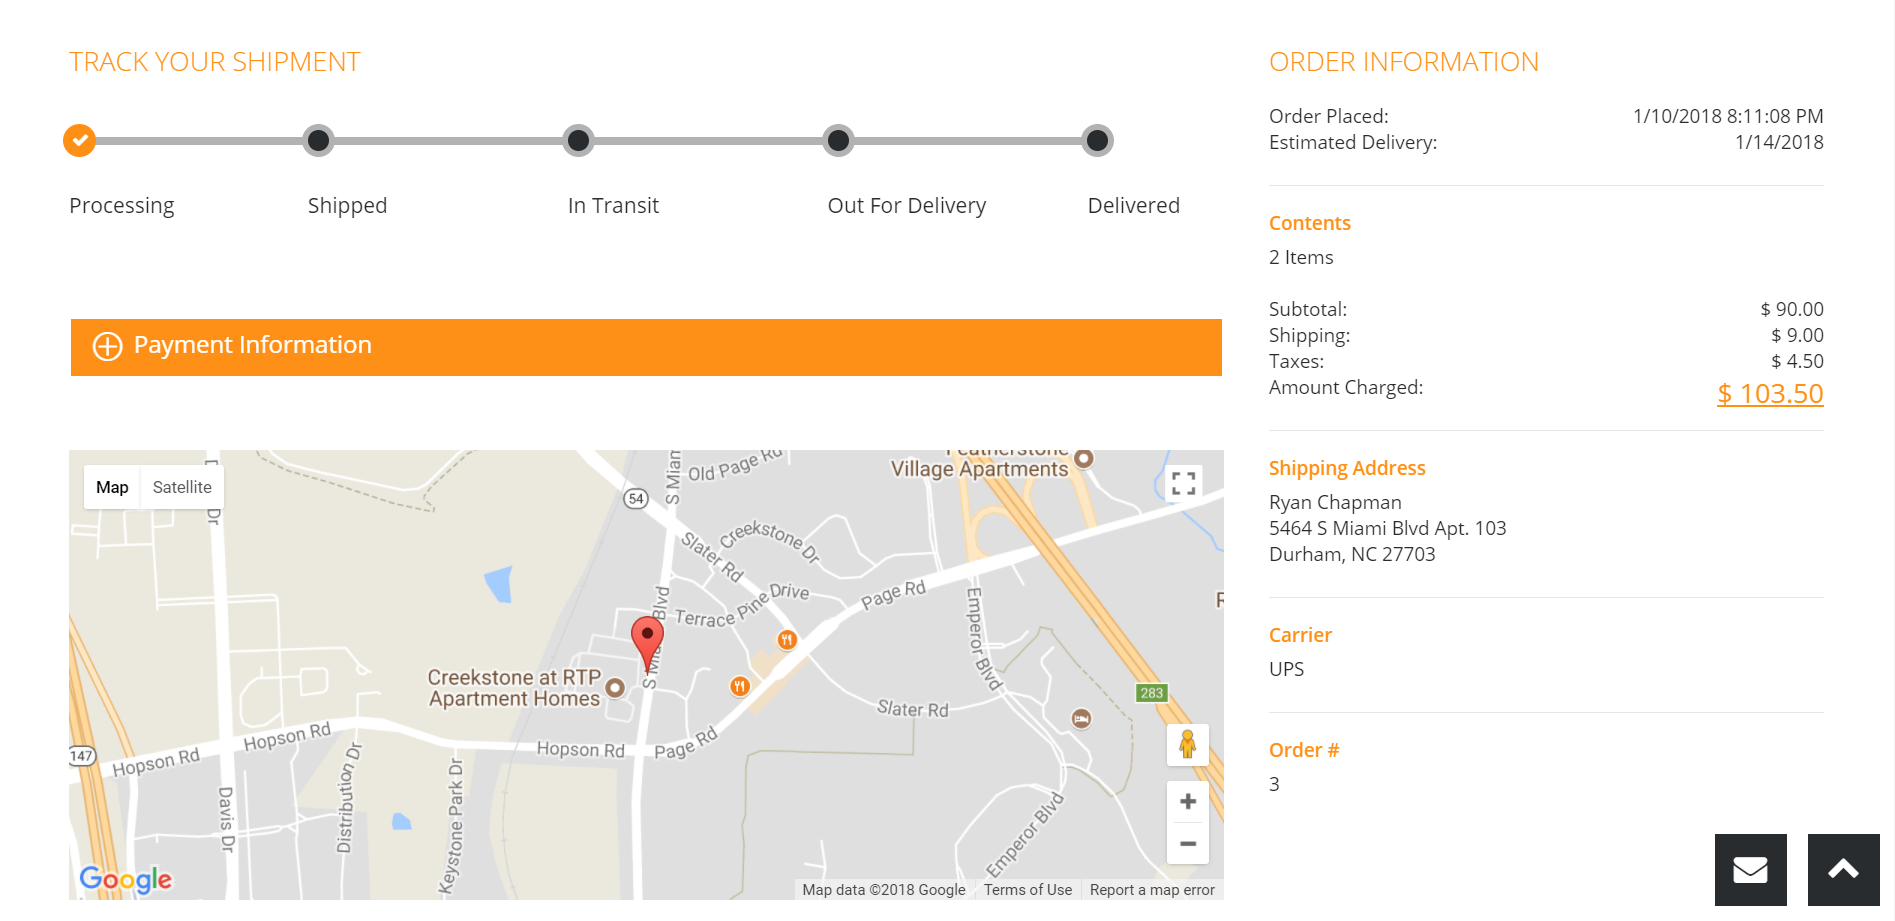 TRACK YOUR SHIPMENT
Processing
Shipped
In Transit
Out For Delivery
Delivered
Payment Information
Map
Satellite
Dr
54
S Miam
Old Page Rd
Featherstone
Village Apartments
Creekstone Dr
Slater Rd
Terrace Pine Drive
Page Rd
Blvd
S Mia
Emperor Blvd
Creekstone at RTP
Apartment Homes
Slater Rd
283
147
Hopson Rd
Hopson Rd
Hopson Rd
Page Rd
Davis Dr
Distribution Dr
Keystone Park Dr
Emperor Blvd
R
Google
Map data ©2018 Google
Terms of Use
Report a map error
ORDER INFORMATION
Order Placed: 1/10/2018 8:11:08 PM
Estimated Delivery: 1/14/2018
Contents
2 Items
Subtotal: $ 90.00
Shipping: $ 9.00
Taxes: $ 4.50
Amount Charged: $ 103.50
Shipping Address
Ryan Chapman
5464 S Miami Blvd Apt. 103
Durham, NC 27703
Carrier
UPS
Order #
3